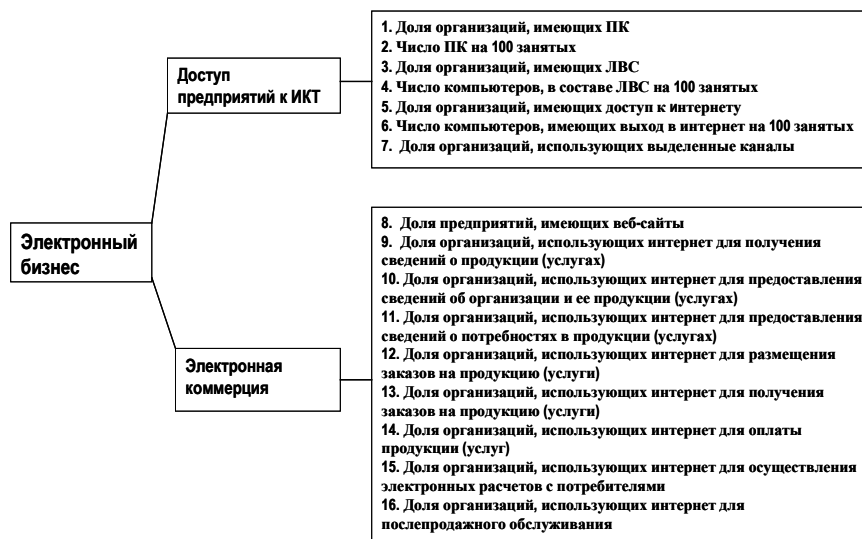 Электронный
бизнес
Доступ
предприятий к ИКТ
1. Доля организаций, имеющих ПК
2. Число ПК на 100 занятых
3. Доля организаций, имеющих ЛВС
4. Число компьютеров, в составе ЛВС на 100 занятых
5. Доля организаций, имеющих доступ к интернету
6. Число компьютеров, имеющих выход в интернет на 100 занятых
7. Доля организаций, использующих выделенные каналы
Электронная
коммерция
8. Доля предприятий, имеющих веб-сайты
9. Доля организаций, использующих интернет для получения
сведений о продукции (услугах)
10. Доля организаций, использующих интернет для предоставления
сведений об организации и ее продукции (услугах)
11. Доля организаций, использующих интернет для предоставления
сведений о потребностях в продукции (услугах)
12. Доля организаций, использующих интернет для размещения
заказов на продукцию (услуги)
13. Доля организаций, использующих интернет для получения
заказов на продукцию (услуги)
14. Доля организаций, использующих интернет для оплаты
продукции (услуг)
15. Доля организаций, использующих интернет для осуществления
электронных расчетов с потребителями
16. Доля организаций, использующих интернет для
послепродажного обслуживания